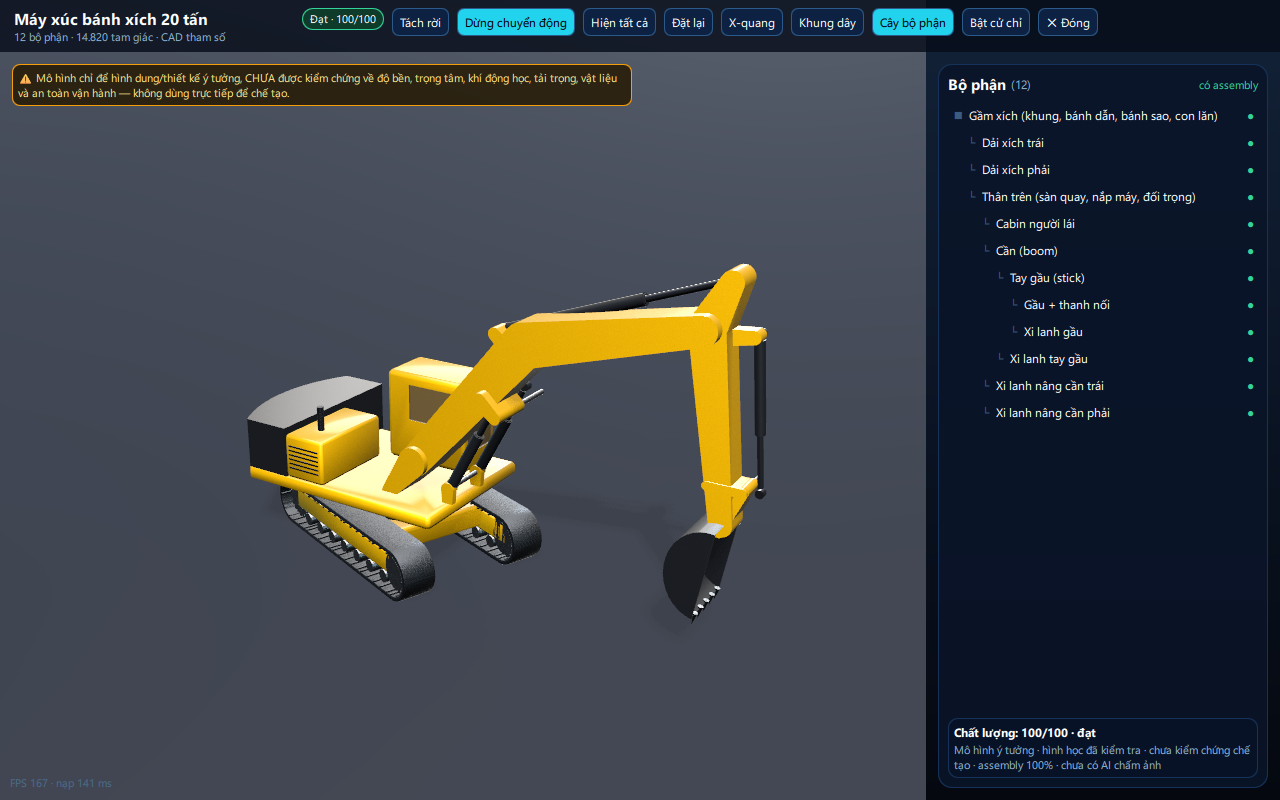 Máy xúc bánh xích 20 tấn
12 bộ phận · 14.820 tam giác · CAD tham số
Đạt · 100/100
Tách rời
Dừng chuyển động
Hiện tất cả
Đặt lại
X-quang
Khung dây
Cây bộ phận
Bật cử chỉ
✕ Đóng
⚠ Mô hình chỉ để hình dung/thiết kế ý tưởng, CHƯA được kiểm chứng về độ bền, trọng tâm, khí động học, tải trọng, vật liệu
và an toàn vận hành — không dùng trực tiếp để chế tạo.
Bộ phận (12)
có assembly
Gầm xích (khung, bánh dẫn, bánh sao, con lăn)
Dải xích trái
Dải xích phải
Thân trên (sàn quay, nắp máy, đối trọng)
Cabin người lái
Cần (boom)
Tay gầu (stick)
Gầu + thanh nối
Xi lanh gầu
Xi lanh tay gầu
Xi lanh nâng cần trái
Xi lanh nâng cần phải
Chất lượng: 100/100 · đạt
Mô hình ý tưởng · hình học đã kiểm tra · chưa kiểm chứng chế
tạo · assembly 100% · chưa có AI chấm ảnh
FPS 167 · nạp 141 ms